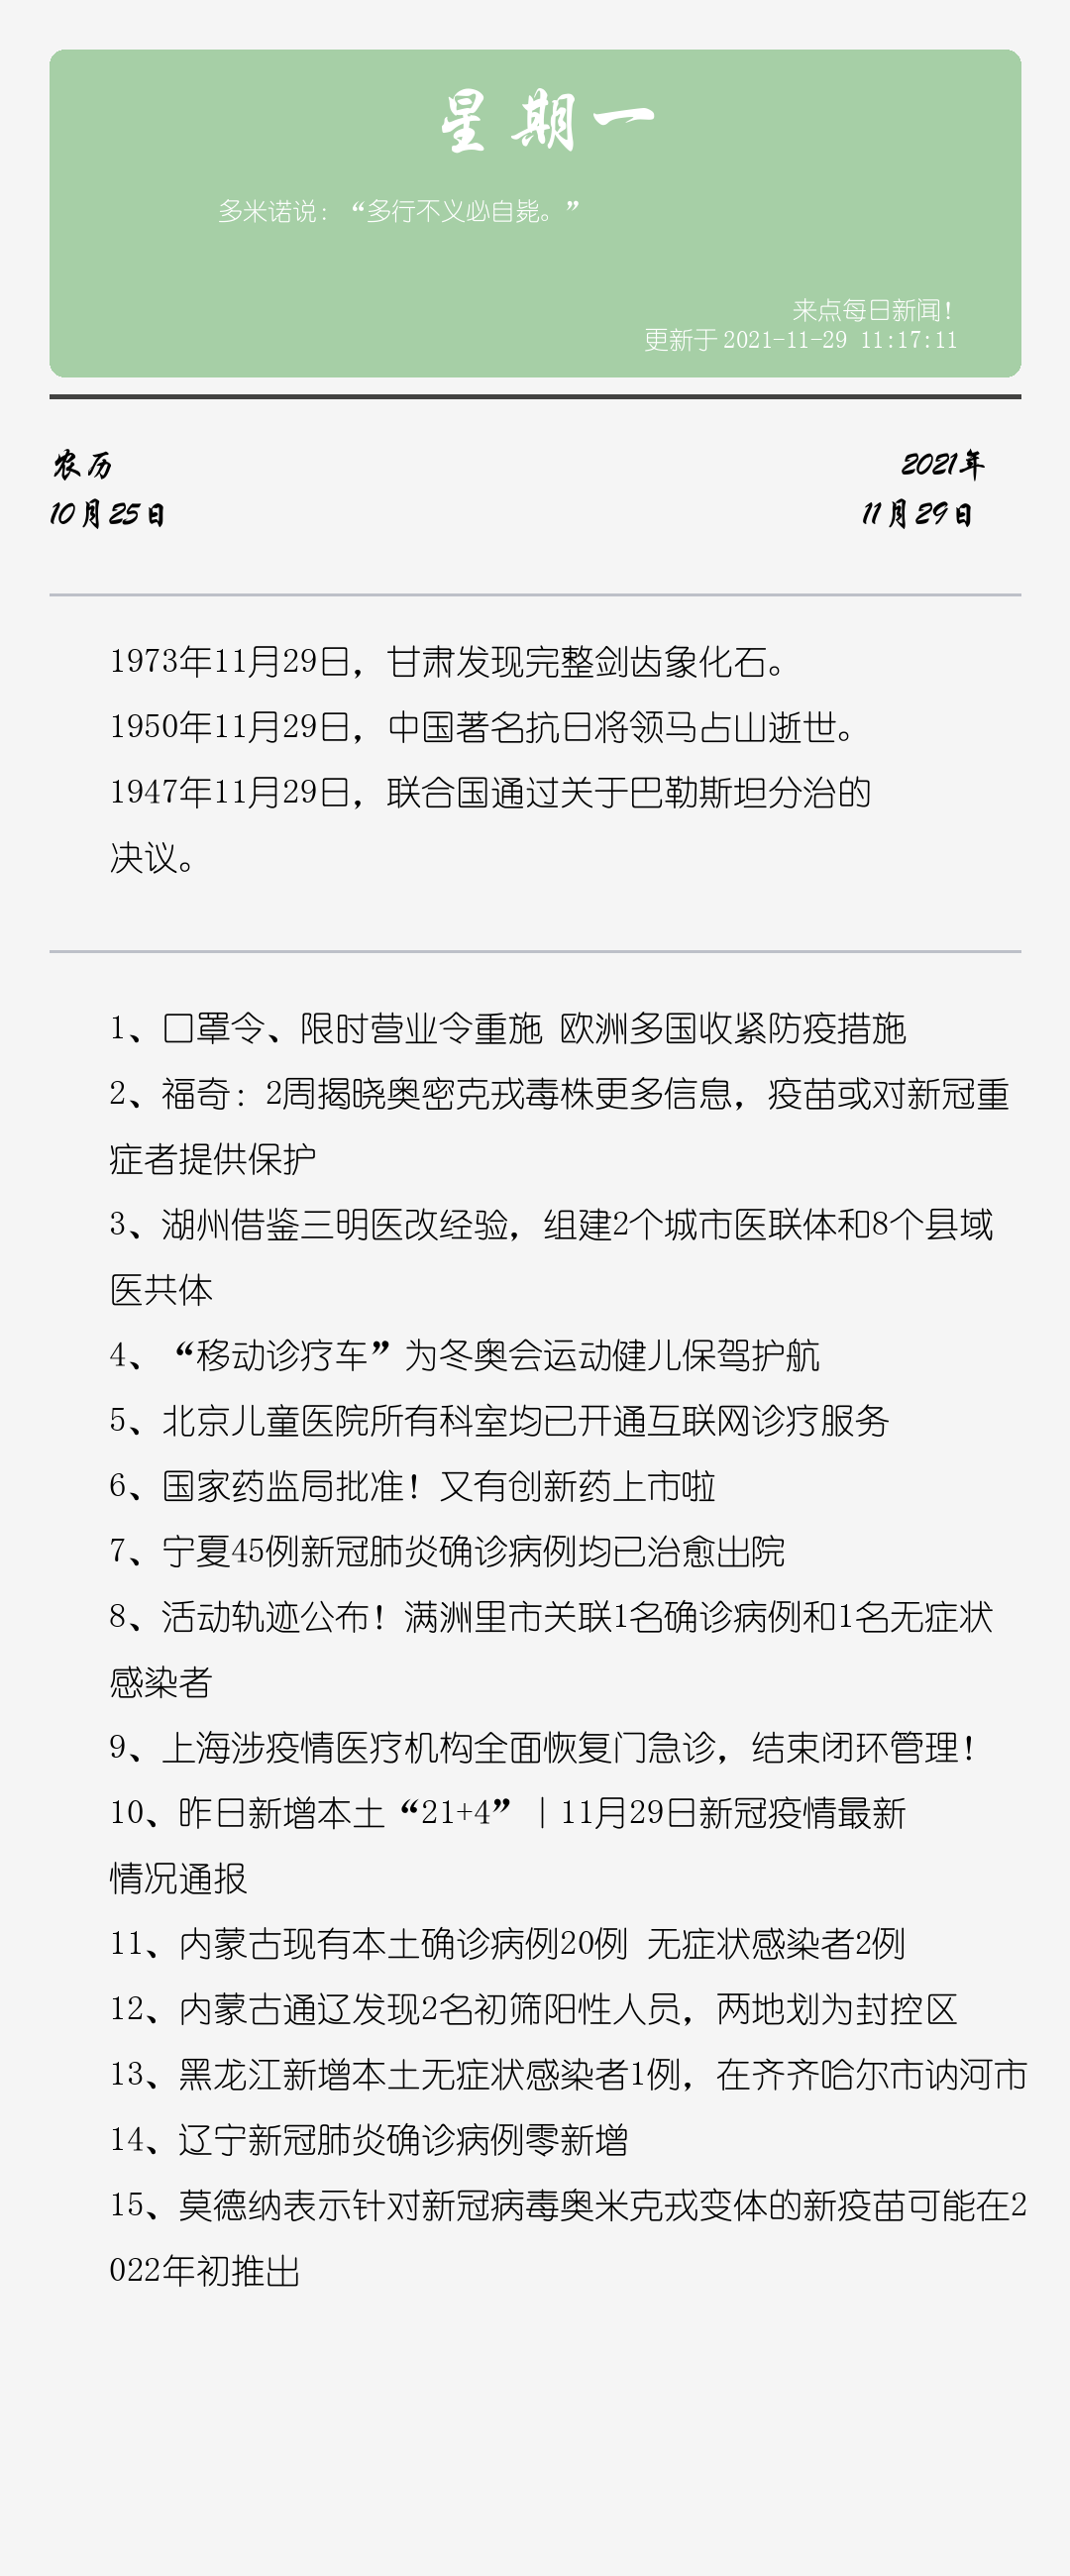 星期一
多米诺说：“多行不义必自毙。”
来点每日新闻！
更新于 2021-11-29 11:17:11
农历
2021年
10月25日
11月29日
1973年11月29日，甘肃发现完整剑齿象化石。
1950年11月29日，中国著名抗日将领马占山逝世。
1947年11月29日，联合国通过关于巴勒斯坦分治的
决议。
1、口罩令、限时营业令重施 欧洲多国收紧防疫措施
2、福奇：2周揭晓奥密克戎毒株更多信息，疫苗或对新冠重
症者提供保护
3、湖州借鉴三明医改经验，组建2个城市医联体和8个县域
医共体
4、“移动诊疗车”为冬奥会运动健儿保驾护航
5、北京儿童医院所有科室均已开通互联网诊疗服务
6、国家药监局批准！又有创新药上市啦
7、宁夏45例新冠肺炎确诊病例均已治愈出院
8、活动轨迹公布！满洲里市关联1名确诊病例和1名无症状
感染者
9、上海涉疫情医疗机构全面恢复门急诊，结束闭环管理！
10、昨日新增本土“21+4”｜11月29日新冠疫情最新
情况通报
11、内蒙古现有本土确诊病例20例 无症状感染者2例
12、内蒙古通辽发现2名初筛阳性人员，两地划为封控区
13、黑龙江新增本土无症状感染者1例，在齐齐哈尔市讷河市
14、辽宁新冠肺炎确诊病例零新增
15、莫德纳表示针对新冠病毒奥米克戎变体的新疫苗可能在2
022年初推出